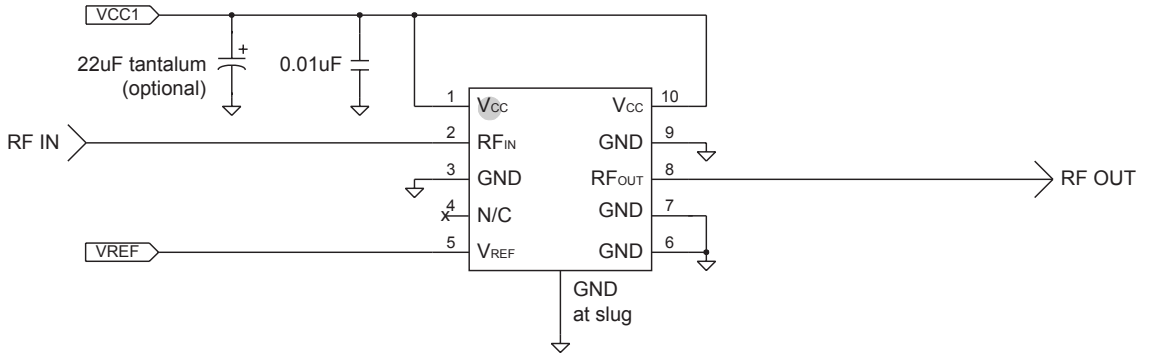 VCC1
+
22uF tantalum
(optional)
0.01uF
1
VCC
VCC
10
RF IN
2
RFIN
GND
9
3
GND
RFOUT
8
RF OUT
4
x
N/C
GND
7
VREF
5
VREF
GND
6
GND
at slug